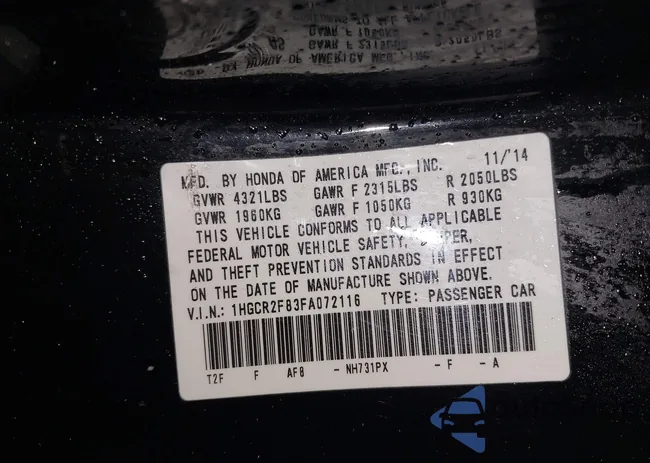 MFD. BY HONDA OF AMERICA MFG., INC. 11/'14
GVWR 4321LBS GAWR F 2315LBS R 2050LBS
GVWR 1960KG GAWR F 1050KG R 930KG
THIS VEHICLE CONFORMS TO ALL APPLICABLE
FEDERAL MOTOR VEHICLE SAFETY, BUMPER,
AND THEFT PREVENTION STANDARDS IN EFFECT
ON THE DATE OF MANUFACTURE SHOWN ABOVE.
V.I.N.: 1HGCR2F83FA072116 TYPE: PASSENGER CAR
T2F F AF8 - NH731PX - F - A